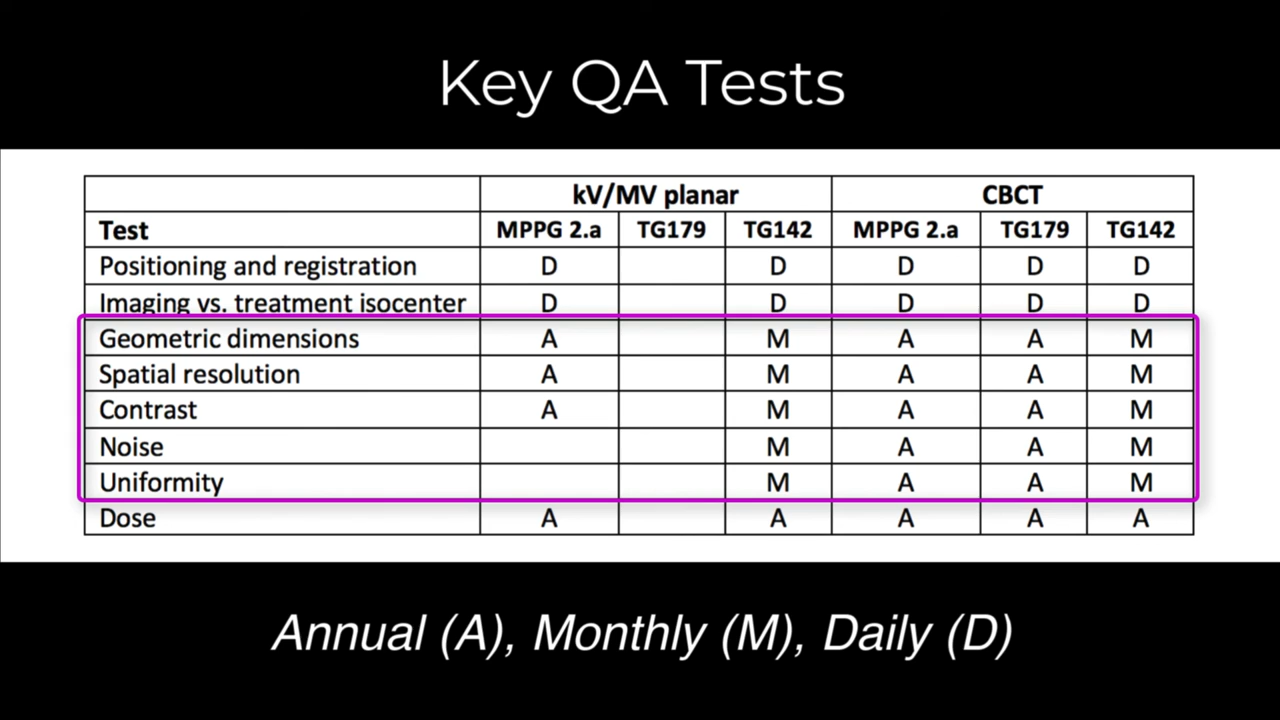 Key QA Tests
kV/MV planar CBCT
Test MPPG 2.a TG179 TG142 MPPG 2.a TG179 TG142
Positioning and registration D D D D D
Imaging vs. treatment isocenter D D D D D
Geometric dimensions A M A A M
Spatial resolution A M A A M
Contrast A M A A M
Noise M A A M
Uniformity M A A M
Dose A A A A A
Annual (A), Monthly (M), Daily (D)